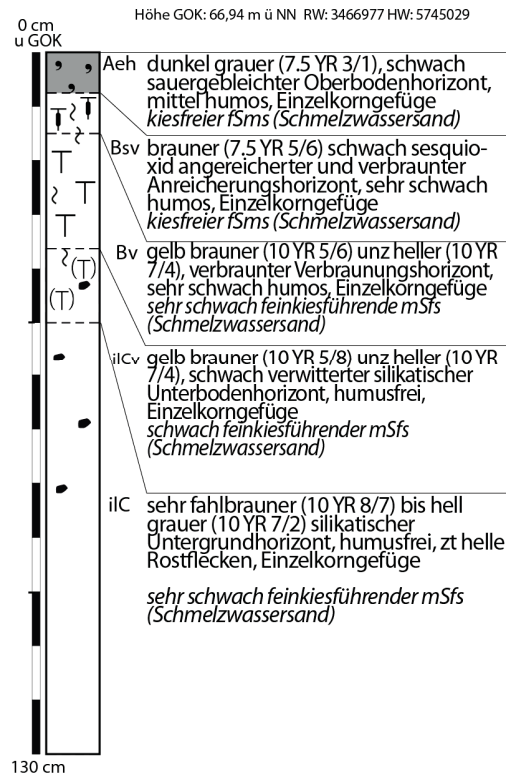 Höhe GOK: 66,94 m ü NN RW: 3466977 HW: 5745029
0 cm
u GOK
Aeh
dunkel grauer (7.5 YR 3/1), schwach
sauergebleichter Oberbodenhorizont,
mittel humos, Einzelkorngefüge
kiesfreier fSms (Schmelzwassersand)
Bsv
brauner (7.5 YR 5/6) schwach sesquio-
xid angereicherter und verbraunter
Anreicherungshorizont, sehr schwach
humos, Einzelkorngefüge
kiesfreier fSms (Schmelzwassersand)
Bv
gelb brauner (10 YR 5/6) unz heller (10 YR
7/4), verbraunter Verbraunungshorizont,
sehr schwach humos, Einzelkorngefüge
sehr schwach feinkiesführende mSfs
(Schmelzwassersand)
ilCv
gelb brauner (10 YR 5/8) unz heller (10 YR
7/4), schwach verwitterter silikatischer
Unterbodenhorizont, humusfrei,
Einzelkorngefüge
schwach feinkiesführender mSfs
(Schmelzwassersand)
ilC
sehr fahlbrauner (10 YR 8/7) bis hell
grauer (10 YR 7/2) silikatischer
Untergrundhorizont, humusfrei, zt helle
Rostflecken, Einzelkorngefüge
sehr schwach feinkiesführender mSfs
(Schmelzwassersand)
130 cm